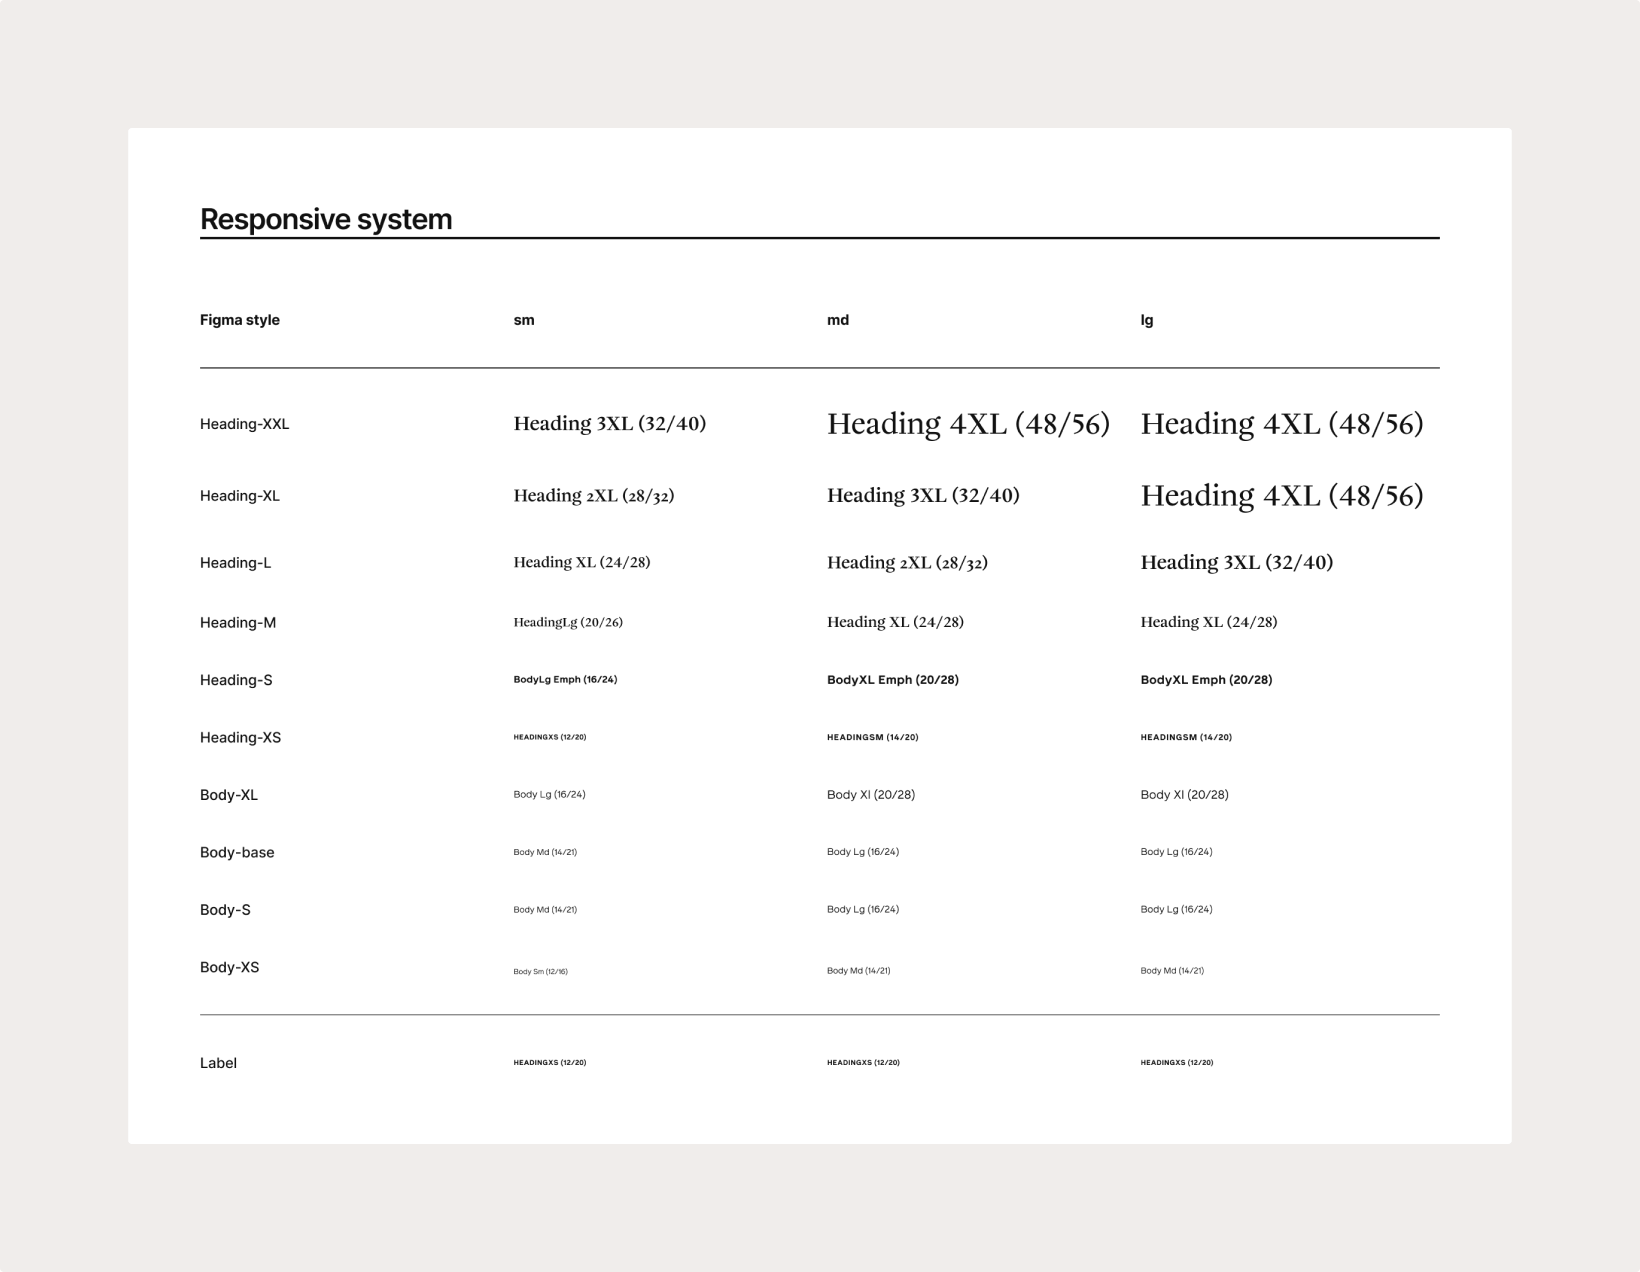 Responsive system
Figma style sm md lg
Heading-XXL Heading 3XL (32/40) Heading 4XL (48/56) Heading 4XL (48/56)
Heading-XL Heading 2XL (28/32) Heading 3XL (32/40) Heading 4XL (48/56)
Heading-L Heading XL (24/28) Heading 2XL (28/32) Heading 3XL (32/40)
Heading-M HeadingLg (20/26) Heading XL (24/28) Heading XL (24/28)
Heading-S BodyLg Emph (16/24) BodyXL Emph (20/28) BodyXL Emph (20/28)
Heading-XS HEADINGXS (12/20) HEADINGSM (14/20) HEADINGSM (14/20)
Body-XL Body Lg (16/24) Body Xl (20/28) Body Xl (20/28)
Body-base Body Md (14/21) Body Lg (16/24) Body Lg (16/24)
Body-S Body Md (14/21) Body Lg (16/24) Body Lg (16/24)
Body-XS Body Sm (12/16) Body Md (14/21) Body Md (14/21)
Label HEADINGXS (12/20) HEADINGXS (12/20) HEADINGXS (12/20)